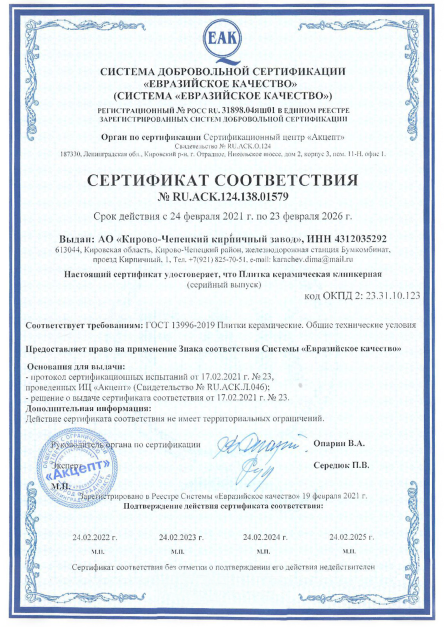 ЕАК
СИСТЕМА ДОБРОВОЛЬНОЙ СЕРТИФИКАЦИИ
«ЕВРАЗИЙСКОЕ КАЧЕСТВО»
(СИСТЕМА «ЕВРАЗИЙСКОЕ КАЧЕСТВО»)
РЕГИСТРАЦИОННЫЙ № РОСС RU. 31898.04ЯШ01 В ЕДИНОМ РЕЕСТРЕ
ЗАРЕГИСТРИРОВАННЫХ СИСТЕМ ДОБРОВОЛЬНОЙ СЕРТИФИКАЦИИ
Орган по сертификации Сертификационный центр «Акцепт»
Свидетельство № RU.АСК.О.124
187330, Ленинградская обл., Кировский р-н, г. Отрадное, Никольское шоссе, дом 2, корпус 3, пам. 11-Н, офис 1.
СЕРТИФИКАТ СООТВЕТСТВИЯ
№ RU.ACK.124.138.01579
Срок действия с 24 февраля 2021 г. по 23 февраля 2026 г.
Выдан: АО «Кирово-Чепецкий кирпичный завод», ИНН 4312035292
613044, Кировская область, Кирово-Чепецкий район, железнодорожная станция Бумкомбинат,
проезд Кирпичный, 1, Тел. +7(921) 825-70-51, e-mail: karachev.dima@mail.ru
Настоящий сертификат удостоверяет, что Плитка керамическая клинкерная
(серийный выпуск)
код ОКПД 2: 23.31.10.123
Соответствует требованиям: ГОСТ 13996-2019 Плитки керамические. Общие технические условия
Предоставляет право на применение Знака соответствия Системы «Евразийское качество»
Основания для выдачи:
- протокол сертификационных испытаний от 17.02.2021 г. № 23,
проведенных ИЦ «Акцепт» (Свидетельство № RU.АСК.Л.046);
- решение о выдаче сертификата соответствия от 17.02.2021 г. № 23.
Дополнительная информация:
Действие сертификата соответствия не имеет территориальных ограничений.
Руководитель органа по сертификации Опарин В.А.
Эксперт Середюк П.В.
М.П.
«Акцепт»
Зарегистрировано в Реестре Системы «Евразийское качество» 19 февраля 2021 г.
Подтверждение действия сертификата соответствия:
24.02.2022 г. 24.02.2023 г. 24.02.2024 г. 24.02.2025 г.
М.П. М.П. М.П. М.П.
Сертификат соответствия без отметки о подтверждении его действия недействителен